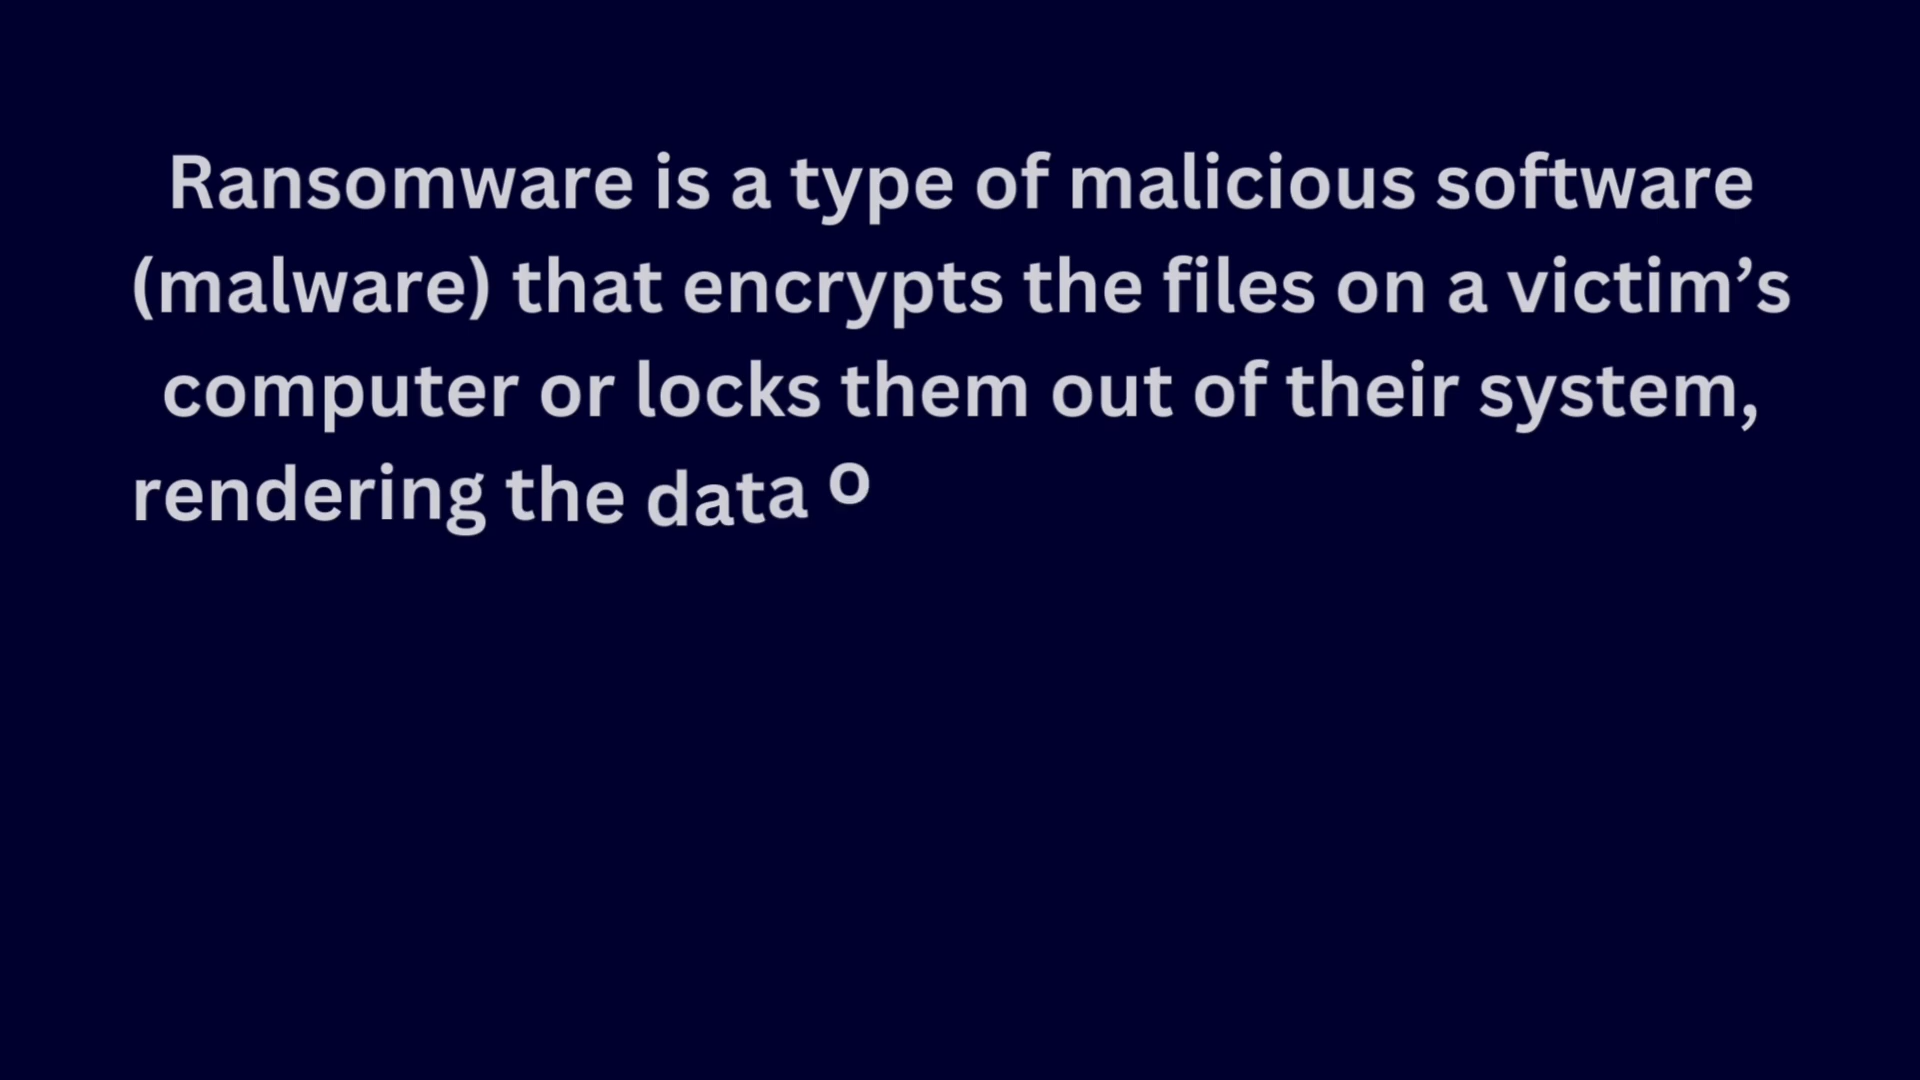 Ransomware is a type of malicious software
(malware) that encrypts the files on a victim’s
computer or locks them out of their system,
rendering the data o